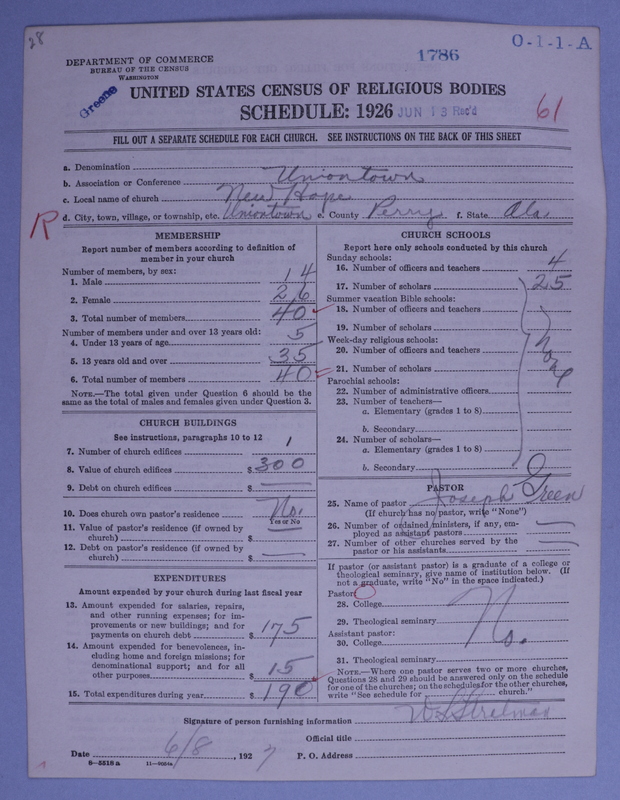 28
DEPARTMENT OF COMMERCE
BUREAU OF THE CENSUS
WASHINGTON
1786
O-1-1-A
Greene
UNITED STATES CENSUS OF RELIGIOUS BODIES
SCHEDULE: 1926 JUN 13 Rec'd
61
FILL OUT A SEPARATE SCHEDULE FOR EACH CHURCH. SEE INSTRUCTIONS ON THE BACK OF THIS SHEET
a. Denomination
b. Association or Conference Uniontown
c. Local name of church New Hope
R d. City, town, village, or township, etc. Uniontown e. County Perry f. State Ala
MEMBERSHIP
Report number of members according to definition of
member in your church
Number of members, by sex:
1. Male 14
2. Female 26
3. Total number of members 40
Number of members under and over 13 years old:
4. Under 13 years of age 5
5. 13 years old and over 35
6. Total number of members 40
NOTE.—The total given under Question 6 should be the
same as the total of males and females given under Question 3.
CHURCH BUILDINGS
See instructions, paragraphs 10 to 12
7. Number of church edifices 1
8. Value of church edifices $ 300
9. Debt on church edifices $ —
10. Does church own pastor's residence No.
Yes or No
11. Value of pastor's residence (if owned by
church) $
12. Debt on pastor's residence (if owned by
church) $ —
EXPENDITURES
Amount expended by your church during last fiscal year
13. Amount expended for salaries, repairs,
and other running expenses; for im-
provements or new buildings; and for
payments on church debt $ 175
14. Amount expended for benevolences, in-
cluding home and foreign missions; for
denominational support; and for all
other purposes $ 15
15. Total expenditures during year $ 190
CHURCH SCHOOLS
Report here only schools conducted by this church
Sunday schools:
16. Number of officers and teachers 4
17. Number of scholars 25
Summer vacation Bible schools:
18. Number of officers and teachers
19. Number of scholars
Week-day religious schools:
20. Number of officers and teachers
21. Number of scholars
none
Parochial schools:
22. Number of administrative officers
23. Number of teachers—
a. Elementary (grades 1 to 8)
b. Secondary
24. Number of scholars—
a. Elementary (grades 1 to 8)
b. Secondary
PASTOR
25. Name of pastor Joseph Green
(If church has no pastor, write "None")
26. Number of ordained ministers, if any, em-
ployed as assistant pastors —
27. Number of other churches served by the
pastor or his assistants —
If pastor (or assistant pastor) is a graduate of a college or
theological seminary, give name of institution below. (If
not a graduate, write "No" in the space indicated.)
Pastor:
28. College
29. Theological seminary No.
Assistant pastor:
30. College
31. Theological seminary
NOTE.—Where one pastor serves two or more churches,
Questions 28 and 29 should be answered only on the schedule
for one of the churches; on the schedules for the other churches,
write "See schedule for church."
Signature of person furnishing information
Official title
Date 6/8, 1927 P. O. Address
8-5518a 11-9664a